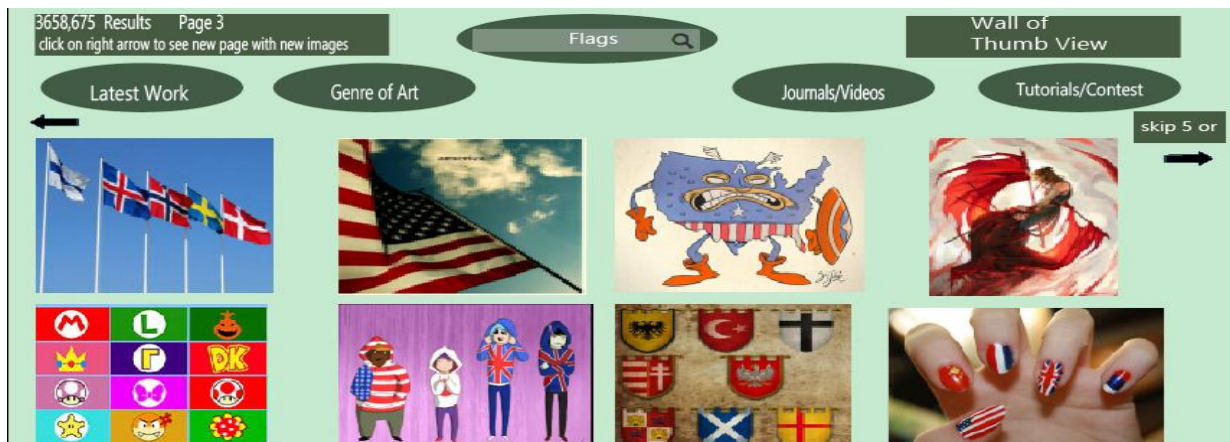 3658,675 Results Page 3
click on right arrow to see new page with new images
Flags
Wall of
Thumb View
Latest Work
Genre of Art
Journals/Videos
Tutorials/Contest
skip 5 or
A
M
L
Γ
DK